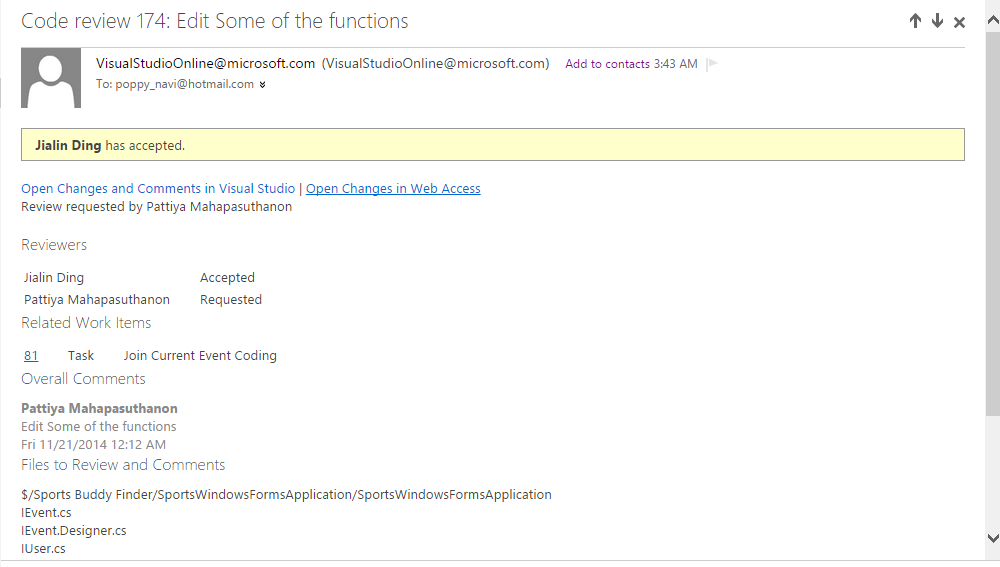 Code review 174: Edit Some of the functions
VisualStudioOnline@microsoft.com (VisualStudioOnline@microsoft.com) Add to contacts 3:43 AM
To: poppy_navi@hotmail.com
Jialin Ding has accepted.
Open Changes and Comments in Visual Studio | Open Changes in Web Access
Review requested by Pattiya Mahapasuthanon
Reviewers
Jialin Ding Accepted
Pattiya Mahapasuthanon Requested
Related Work Items
81 Task Join Current Event Coding
Overall Comments
Pattiya Mahapasuthanon
Edit Some of the functions
Fri 11/21/2014 12:12 AM
Files to Review and Comments
$/Sports Buddy Finder/SportsWindowsFormsApplication/SportsWindowsFormsApplication
IEvent.cs
IEvent.Designer.cs
IUser.cs